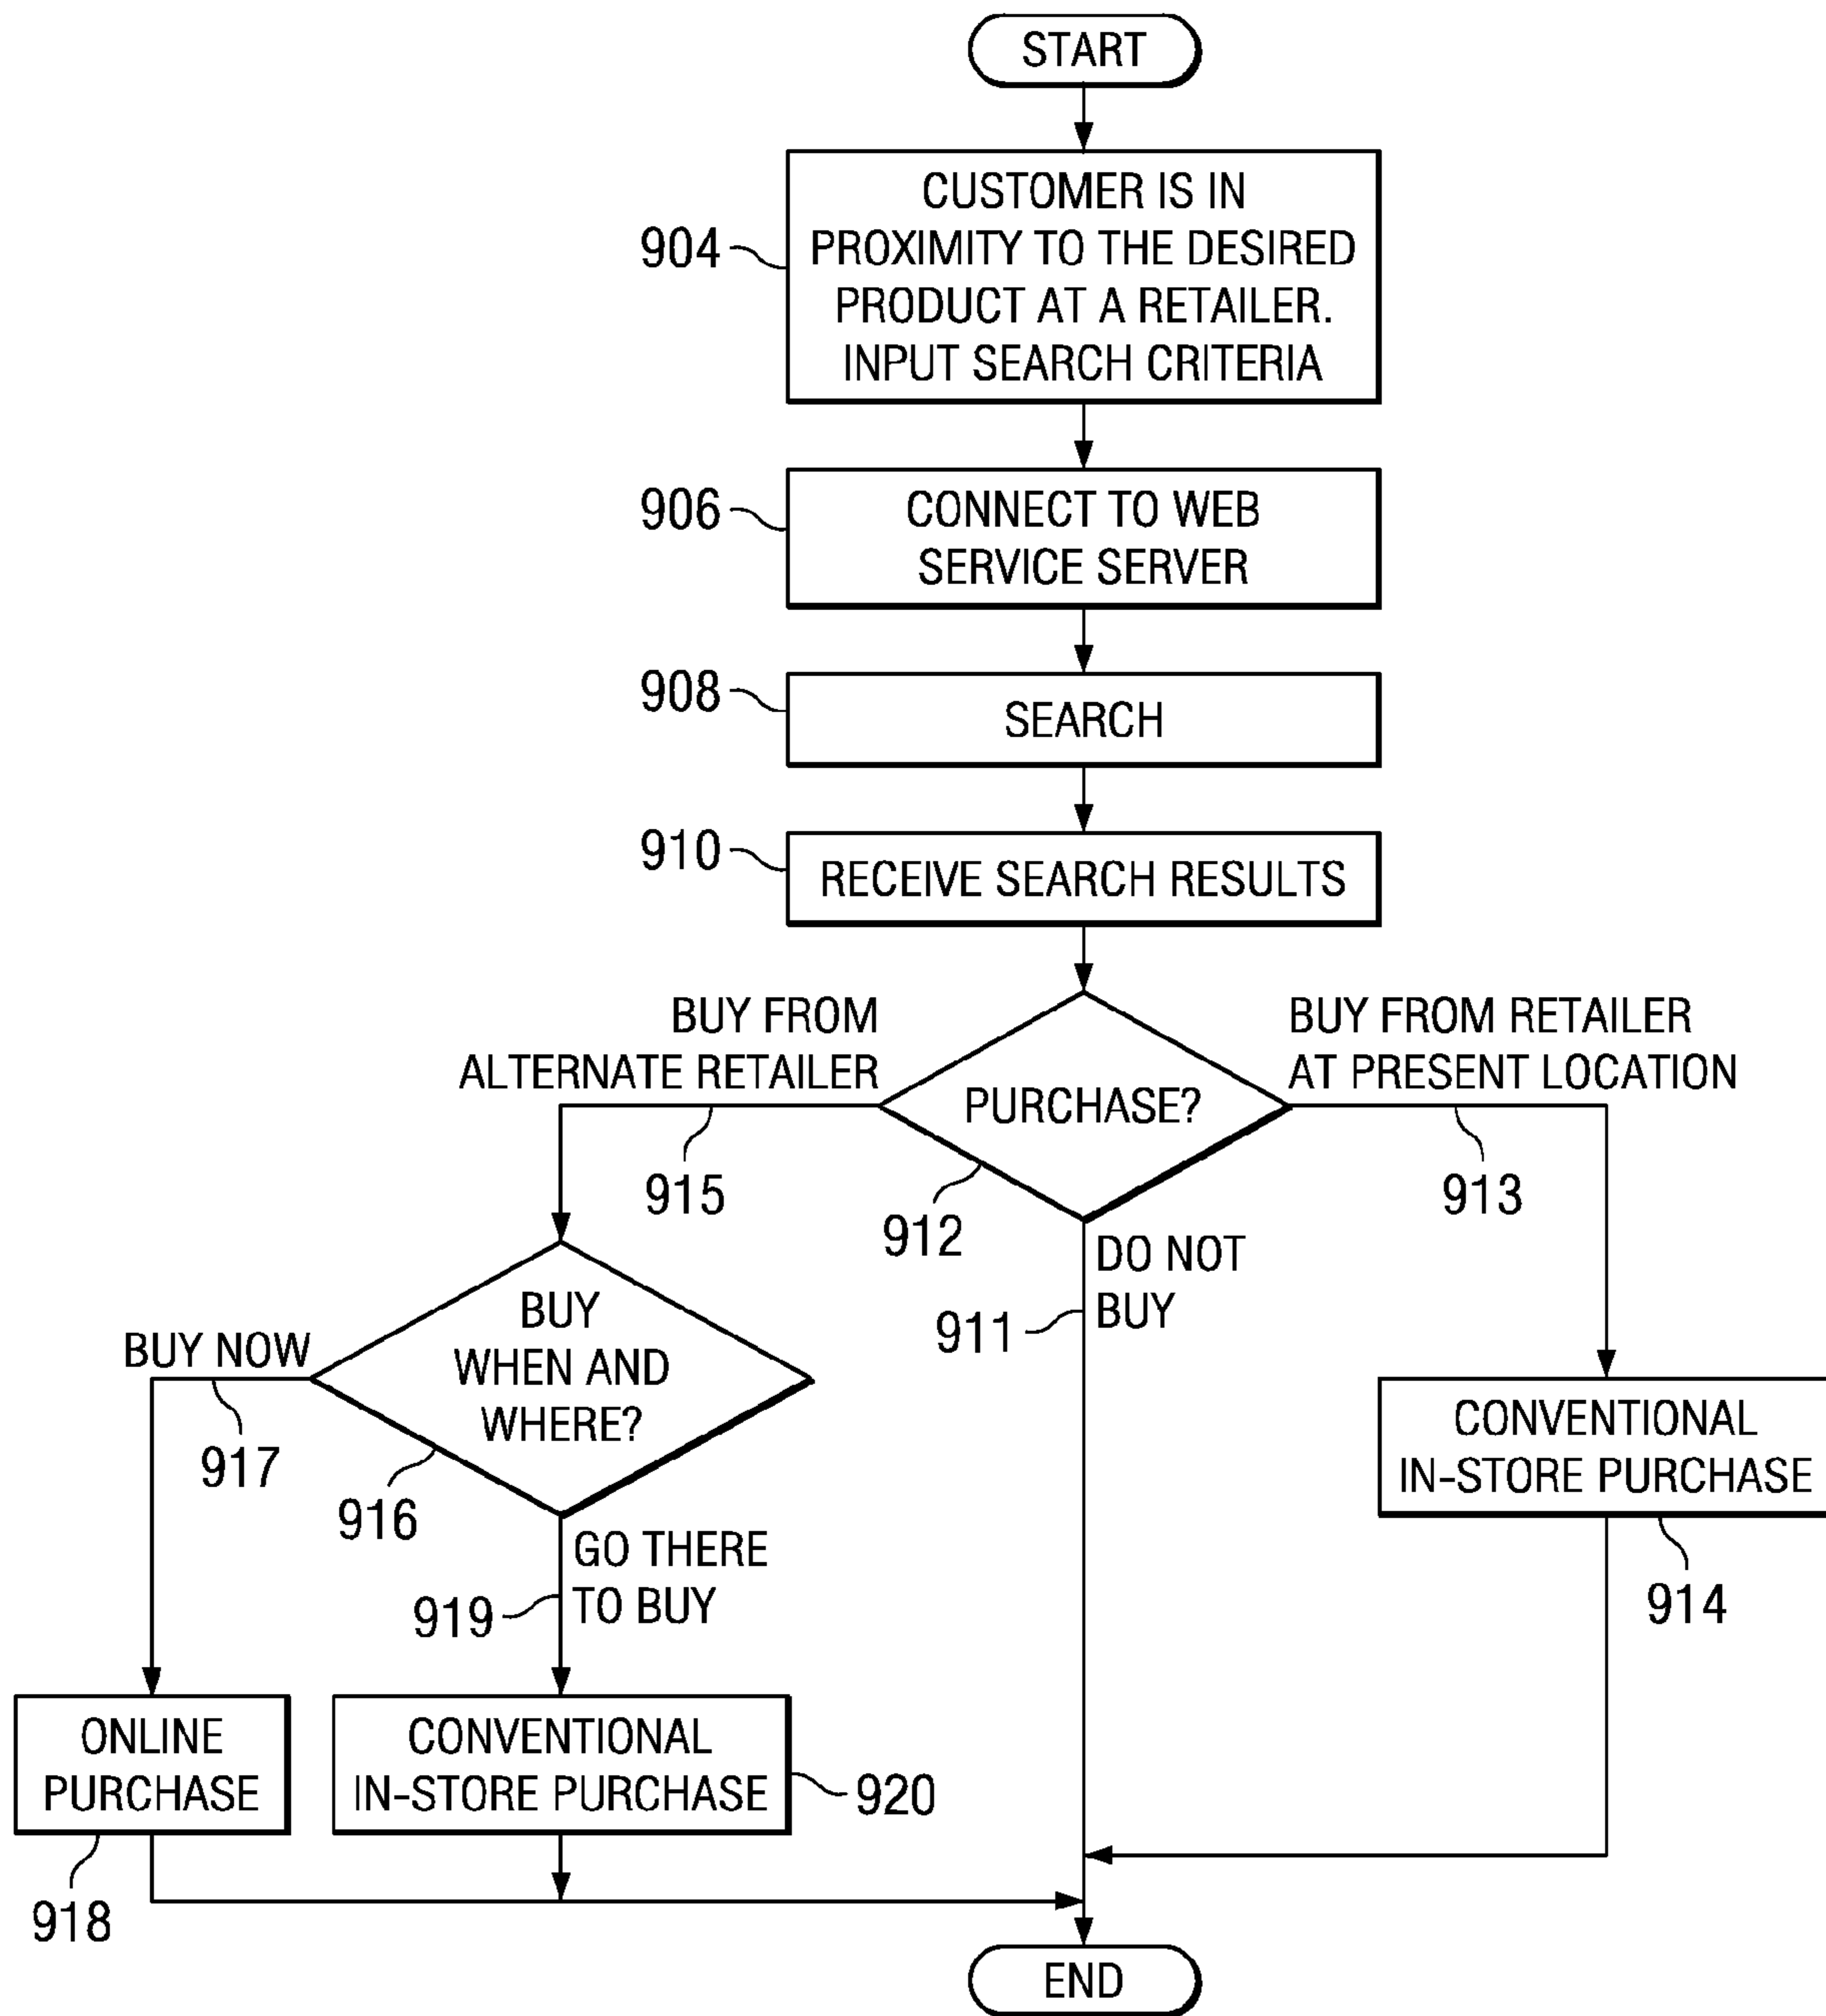 START
CUSTOMER IS IN
PROXIMITY TO THE DESIRED
PRODUCT AT A RETAILER.
INPUT SEARCH CRITERIA
904
CONNECT TO WEB
SERVICE SERVER
906
SEARCH
908
RECEIVE SEARCH RESULTS
910
BUY FROM
ALTERNATE RETAILER
PURCHASE?
BUY FROM RETAILER
AT PRESENT LOCATION
915
912
913
DO NOT
BUY
911
BUY
WHEN AND
WHERE?
BUY NOW
917
916
CONVENTIONAL
IN-STORE PURCHASE
914
GO THERE
TO BUY
919
ONLINE
PURCHASE
918
CONVENTIONAL
IN-STORE PURCHASE
920
END